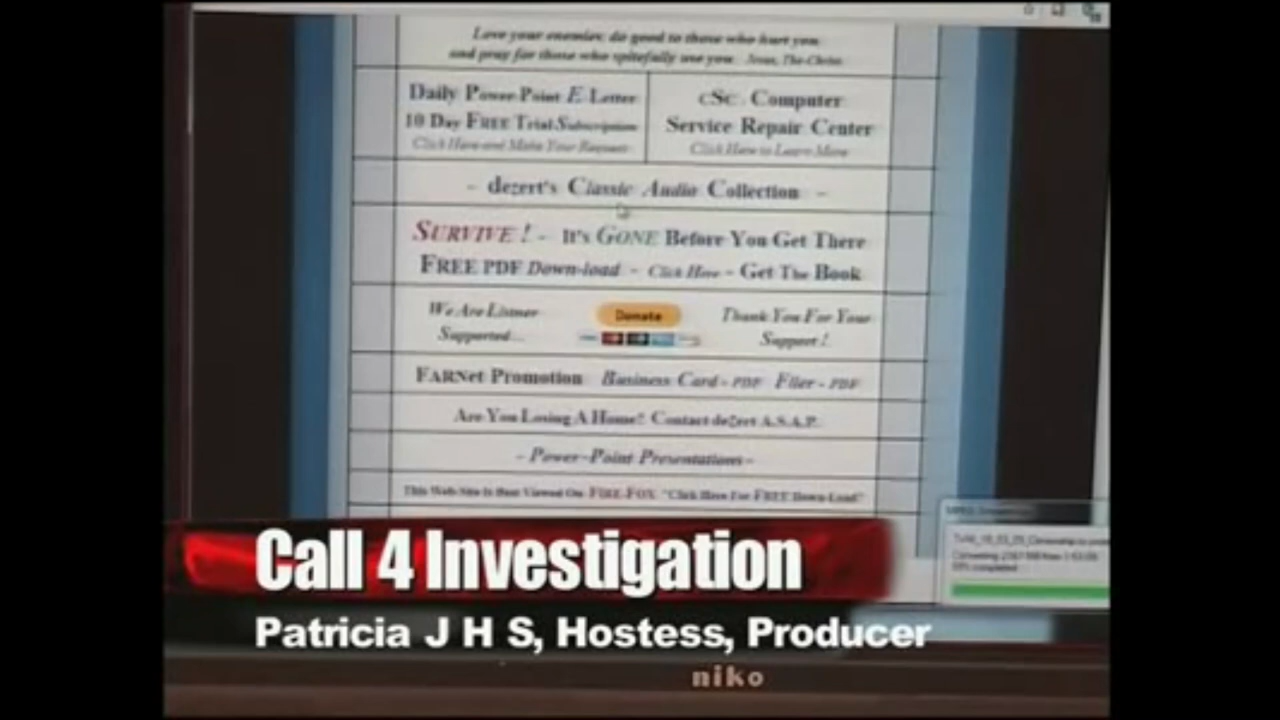 Love your enemies; do good to those who hurt you
and pray for those who spitefully use you. Jesus, The Christ.
Daily Power-Point E-Letter
10 Day FREE Trial Subscription
Click Here and Make Your Request
cSc Computer
Service Repair Center
Click Here to Learn More
- dezert's Classic Audio Collection -
SURVIVE ! - It's GONE Before You Get There
FREE PDF Down-load - Click Here - Get The Book
We Are Listner
Supported...
Donate
Thank You For Your
Support !
FARNet Promotion Business Card - PDF Flier - PDF
Are You Losing A Home? Contact dezert A.S.A.P.
- Power-Point Presentations -
This Web-Site Is Best Viewed On FIRE-FOX "Click Here For FREE Down-Load"
completed
Call 4 Investigation
Patricia J H S, Hostess, Producer
niko